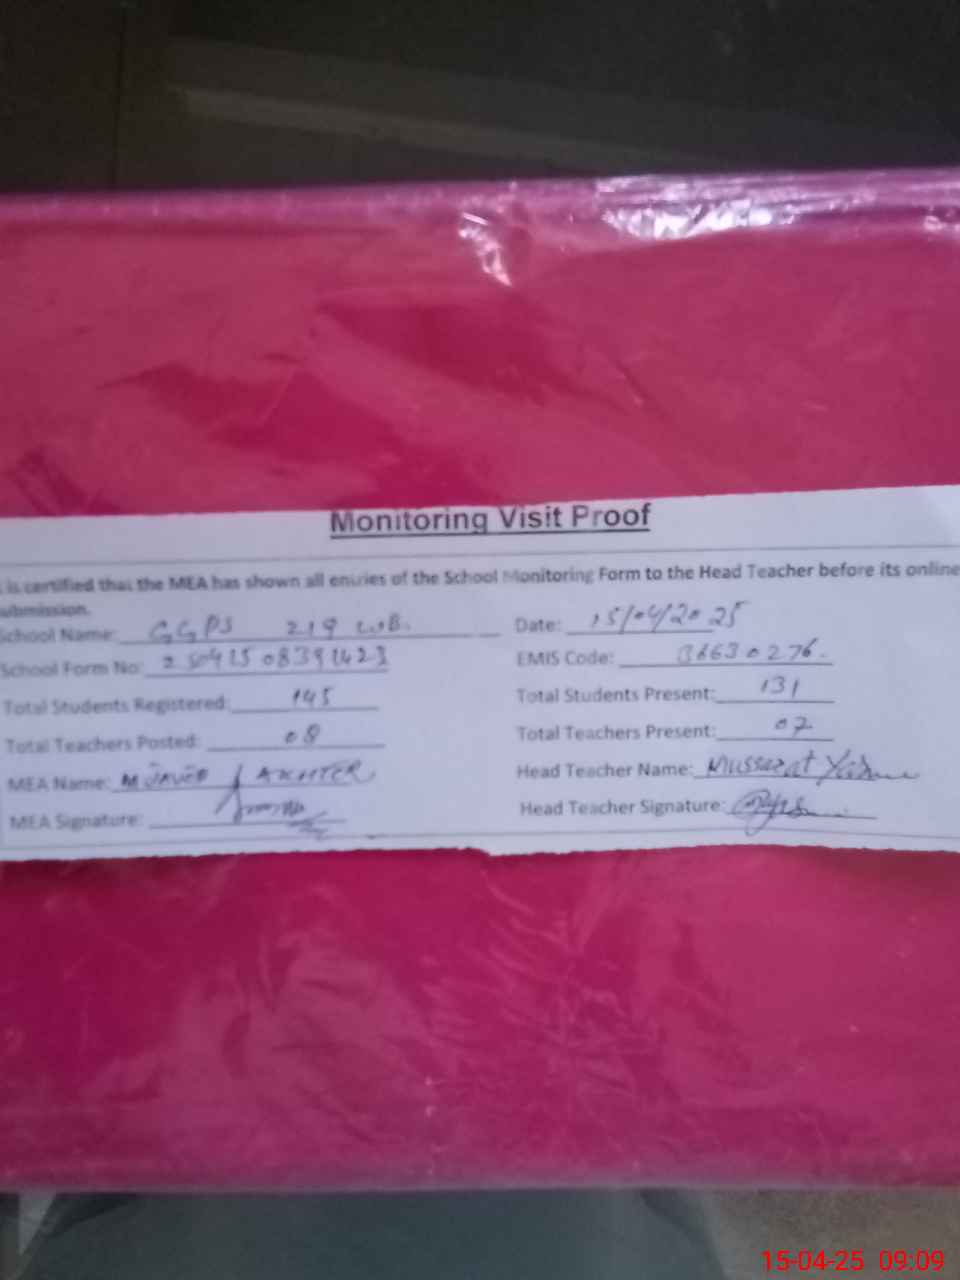 Monitoring Visit Proof
is certified that the MEA has shown all entries of the School Monitoring Form to the Head Teacher before its online
ubmission.
School Name: GGPS 219 W.B. Date: 15/04/2025
School Form No: EMIS Code: 36630276.
Total Students Registered: 145 Total Students Present: 131
Total Teachers Posted: 08 Total Teachers Present: 07
MEA Name: M JAVED AKHTER Head Teacher Name: Mussarat
MEA Signature: Head Teacher Signature:
15-04-25 09:09